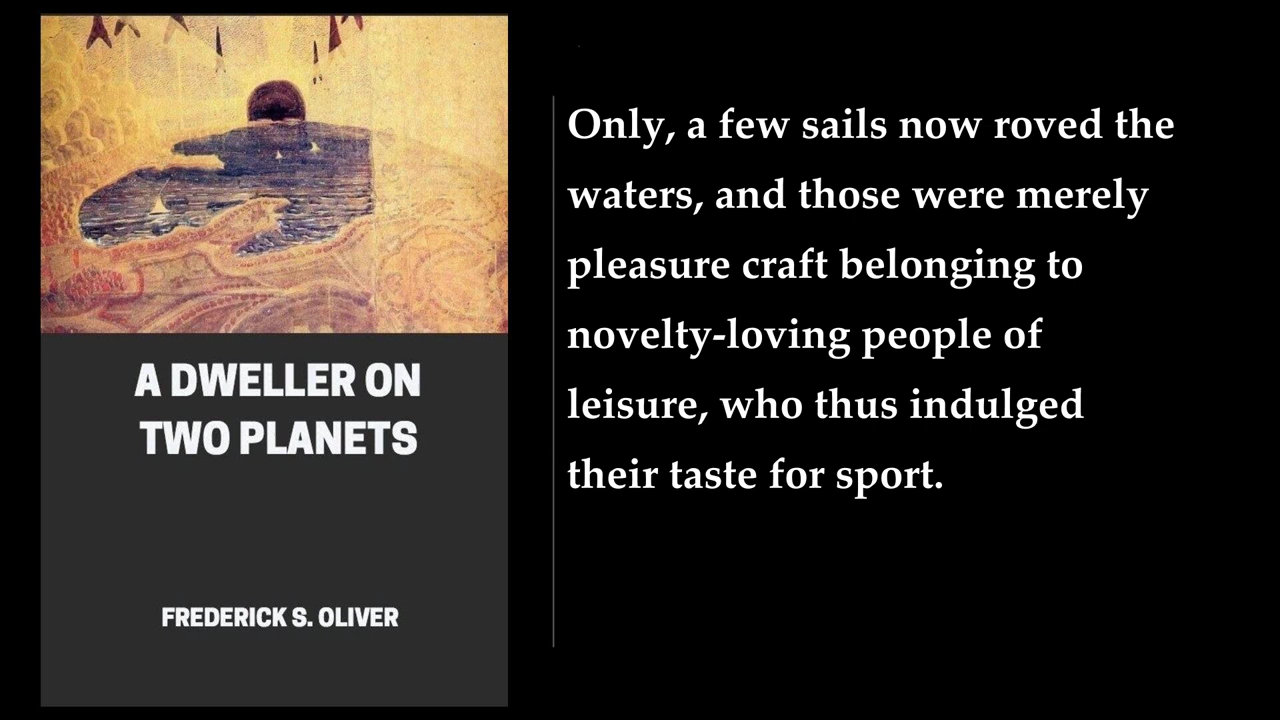 A DWELLER ON
TWO PLANETS
FREDERICK S. OLIVER
Only, a few sails now roved the
waters, and those were merely
pleasure craft belonging to
novelty-loving people of
leisure, who thus indulged
their taste for sport.